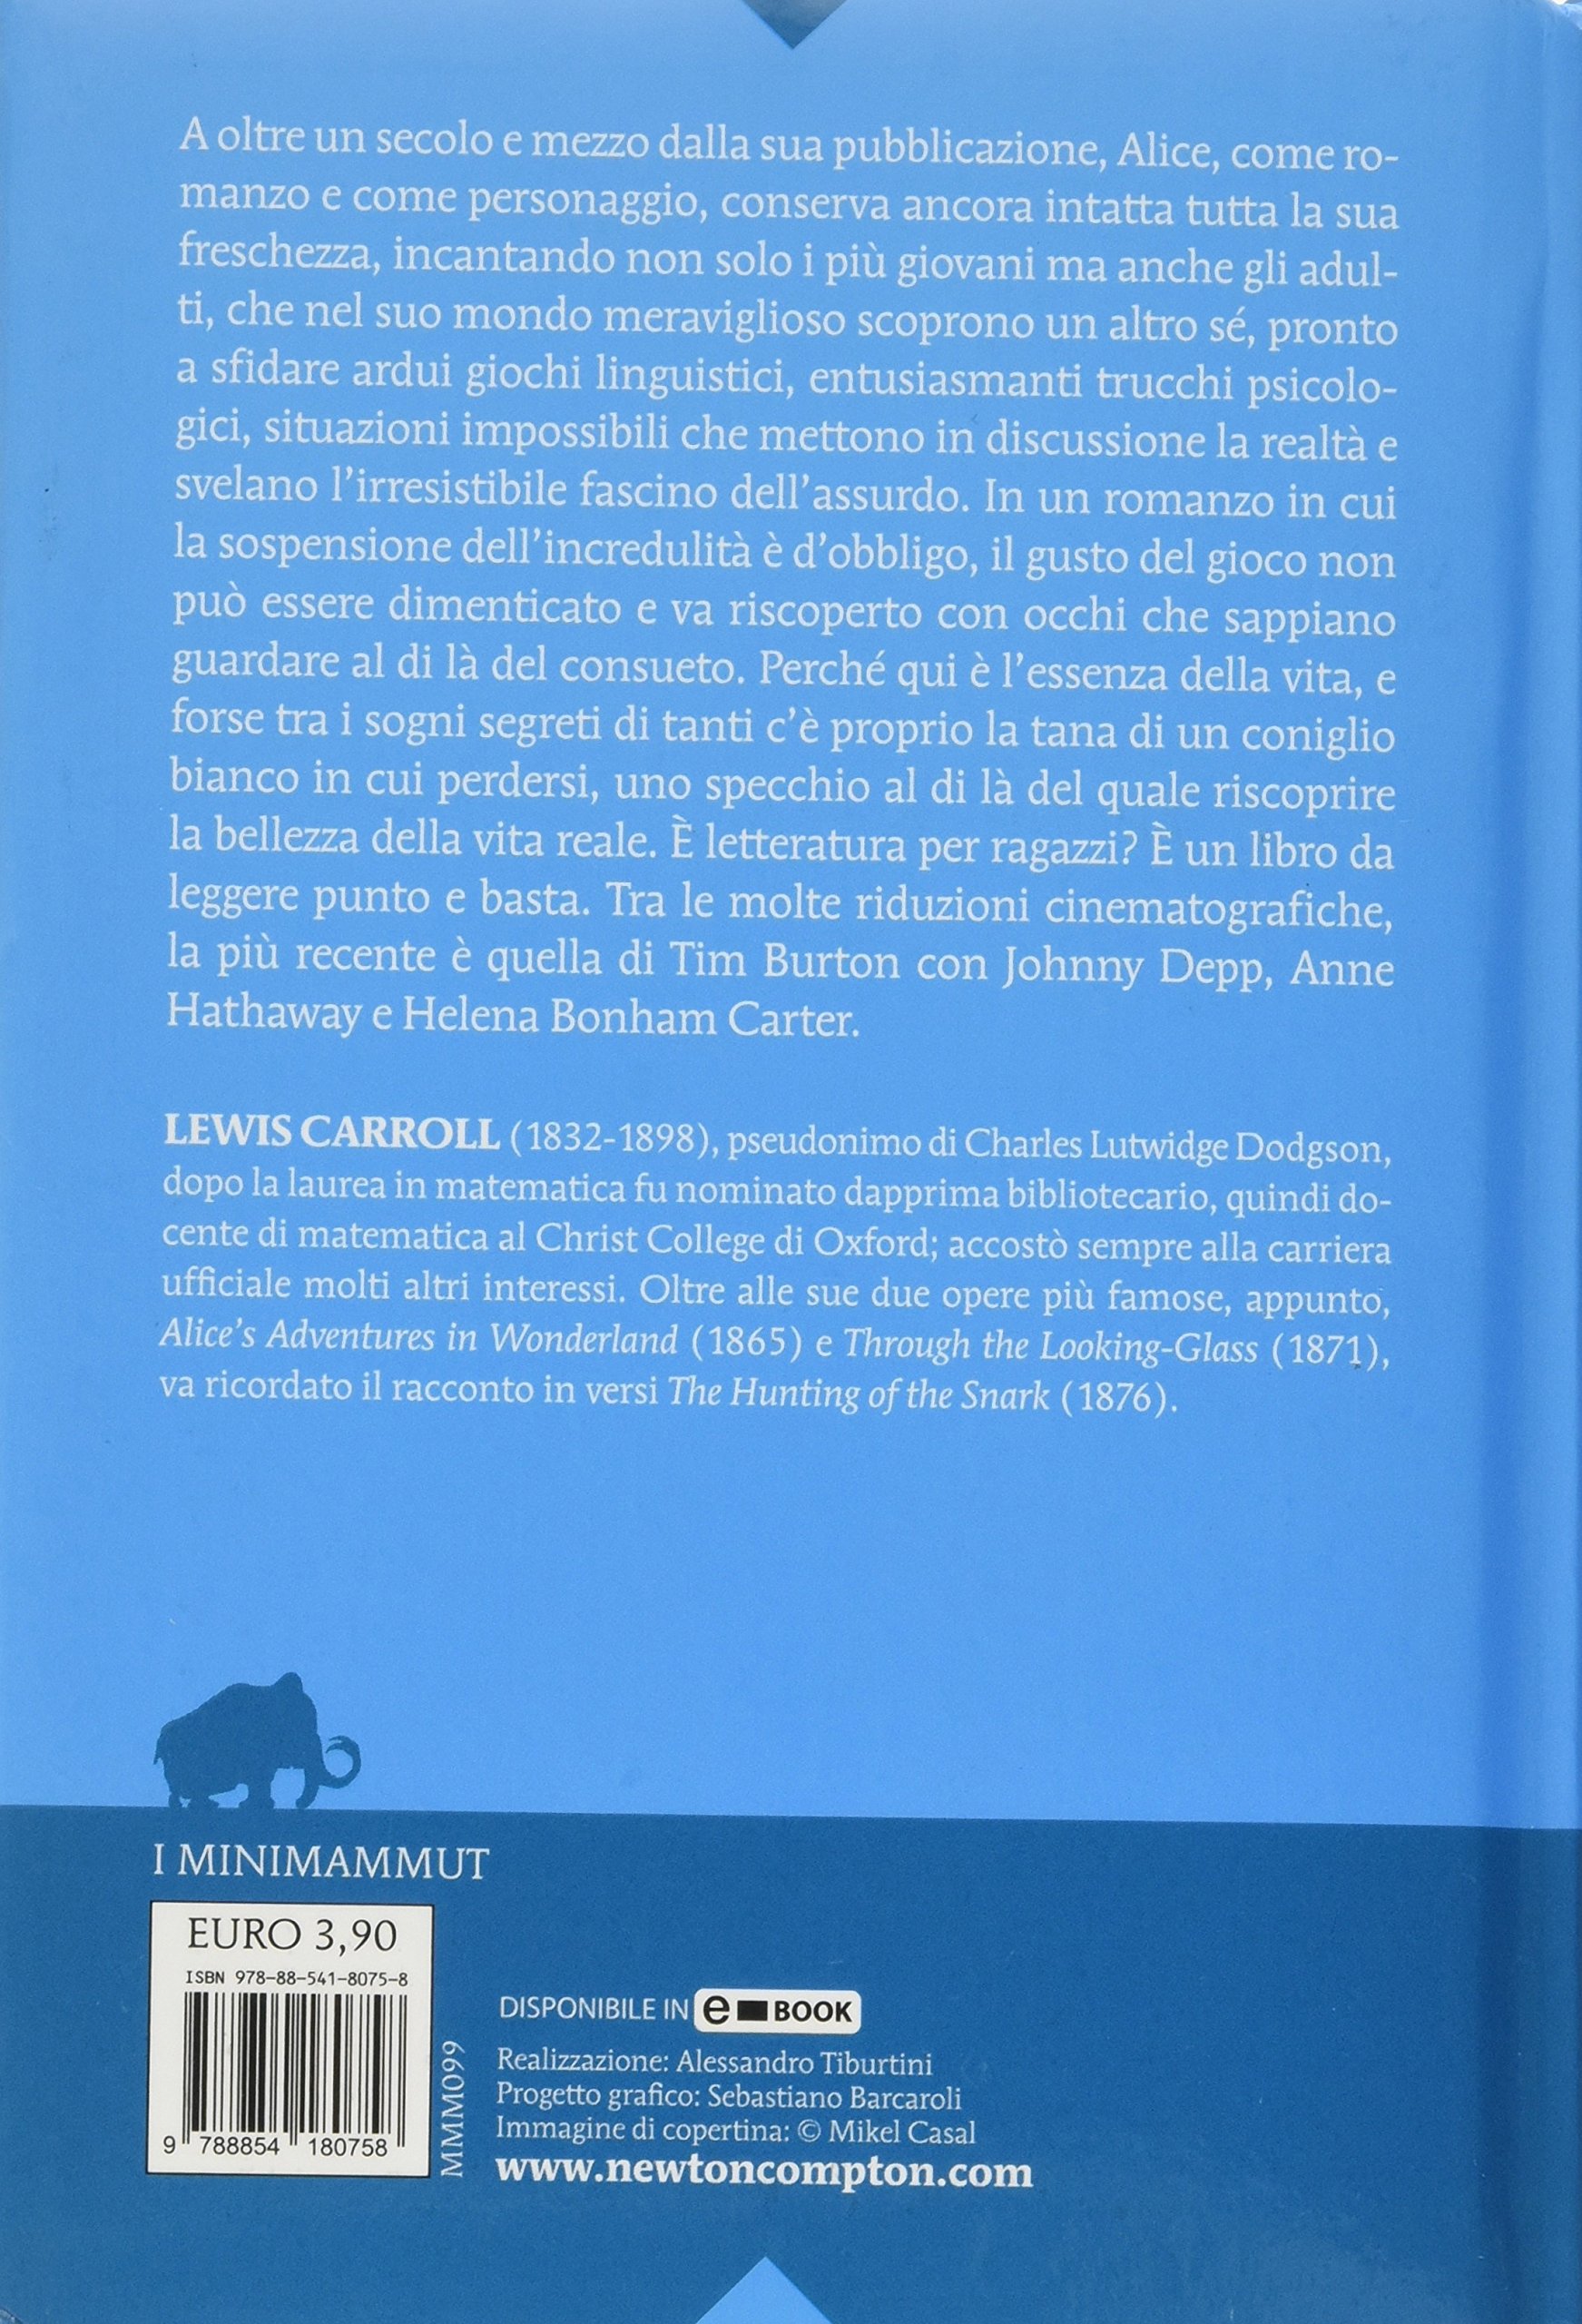 A oltre un secolo e mezzo dalla sua pubblicazione, Alice, come ro-
manzo e come personaggio, conserva ancora intatta tutta la sua
freschezza, incantando non solo i più giovani ma anche gli adul-
ti, che nel suo mondo meraviglioso scoprono un altro sé, pronto
a sfidare ardui giochi linguistici, entusiasmanti trucchi psicolo-
gici, situazioni impossibili che mettono in discussione la realtà e
svelano l'irresistibile fascino dell'assurdo. In un romanzo in cui
la sospensione dell'incredulità è d'obbligo, il gusto del gioco non
può essere dimenticato e va riscoperto con occhi che sappiano
guardare al di là del consueto. Perché qui è l'essenza della vita, e
forse tra i sogni segreti di tanti c'è proprio la tana di un coniglio
bianco in cui perdersi, uno specchio al di là del quale riscoprire
la bellezza della vita reale. È letteratura per ragazzi? È un libro da
leggere punto e basta. Tra le molte riduzioni cinematografiche,
la più recente è quella di Tim Burton con Johnny Depp, Anne
Hathaway e Helena Bonham Carter.
LEWIS CARROLL (1832-1898), pseudonimo di Charles Lutwidge Dodgson,
dopo la laurea in matematica fu nominato dapprima bibliotecario, quindi do-
cente di matematica al Christ College di Oxford; accostò sempre alla carriera
ufficiale molti altri interessi. Oltre alle sue due opere più famose, appunto,
Alice's Adventures in Wonderland (1865) e Through the Looking-Glass (1871),
va ricordato il racconto in versi The Hunting of the Snark (1876).
I MINIMAMMUT
EURO 3,90
ISBN 978-88-541-8075-8
9 788854 180758
MMM099
DISPONIBILE IN e BOOK
Realizzazione: Alessandro Tiburtini
Progetto grafico: Sebastiano Barcaroli
Immagine di copertina: © Mikel Casal
www.newtoncompton.com